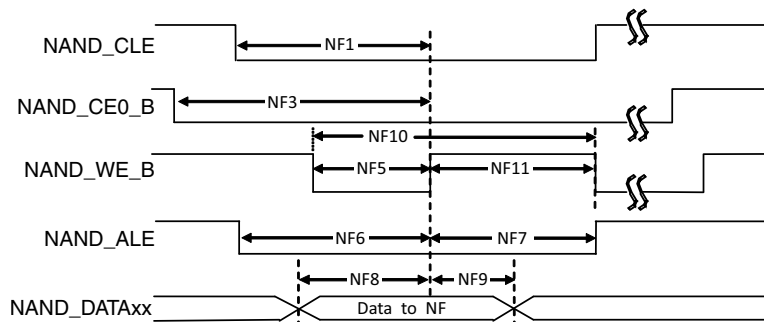 NAND_CLE
NF1
NAND_CE0_B
NF3
NF10
NAND_WE_B
NF5
NF11
NAND_ALE
NF6
NF7
NF8
NF9
NAND_DATAxx
Data to NF